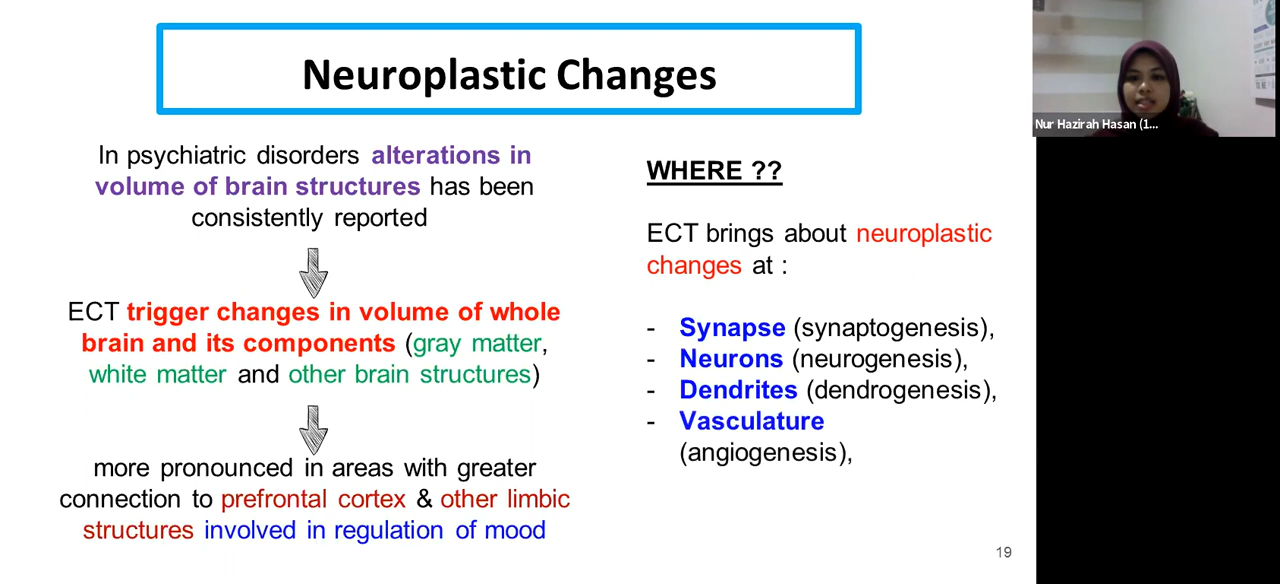 Neuroplastic Changes
In psychiatric disorders alterations in
volume of brain structures has been
consistently reported
ECT trigger changes in volume of whole
brain and its components (gray matter,
white matter and other brain structures)
more pronounced in areas with greater
connection to prefrontal cortex & other limbic
structures involved in regulation of mood
WHERE ??
ECT brings about neuroplastic
changes at :
- Synapse (synaptogenesis),
- Neurons (neurogenesis),
- Dendrites (dendrogenesis),
- Vasculature
(angiogenesis),
19
Nur Hazirah Hasan (1...